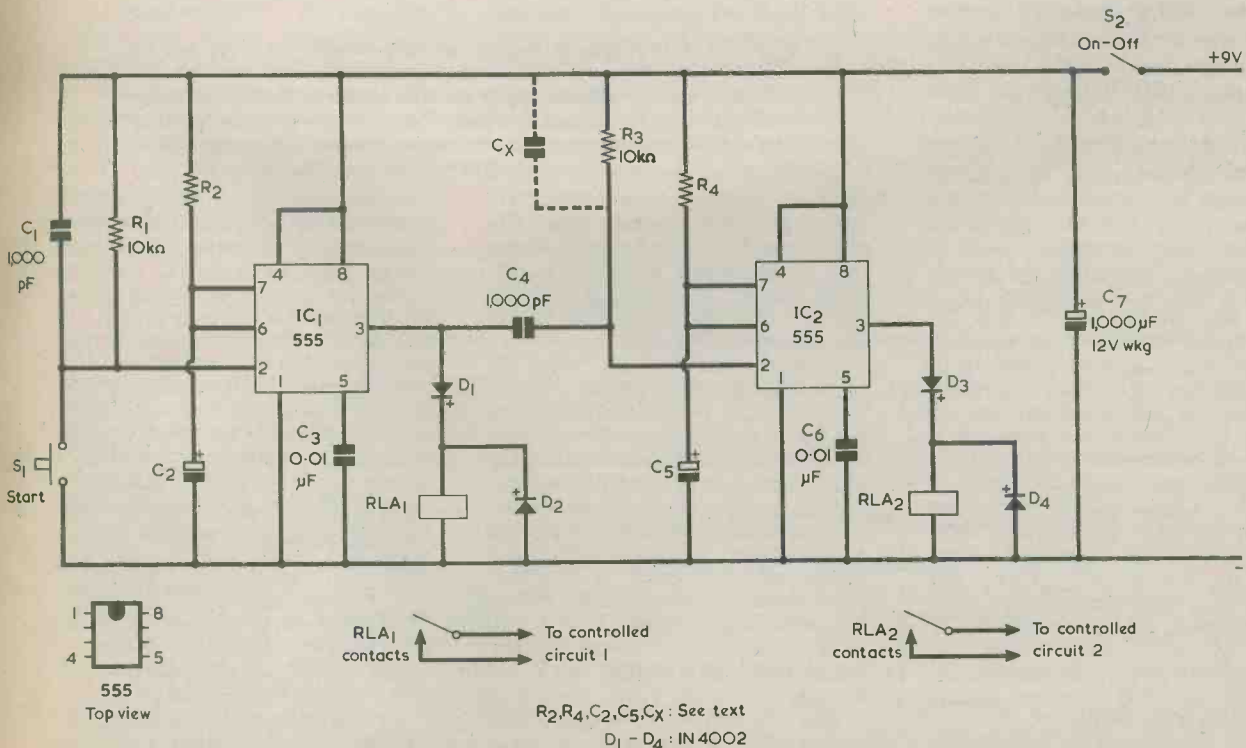 S2
On-Off
+9V
C1
1,000
pF
R1
10kΩ
R2
4
8
7
6
2
IC1
555
3
1
5
S1
Start
C2
+
C3
0·01
µF
D1
+
RLA1
+
D2
C4
1,000pF
CX
R3
10kΩ
R4
4
8
7
6
2
IC2
555
3
1
5
C5
+
C6
0·01
µF
D3
+
RLA2
+
D4
C7
1,000µF
12V wkg
–
1
8
4
5
555
Top view
RLA1
contacts
To controlled
circuit 1
RLA2
contacts
To controlled
circuit 2
R2,R4,C2,C5,CX : See text
D1 – D4 : IN4002